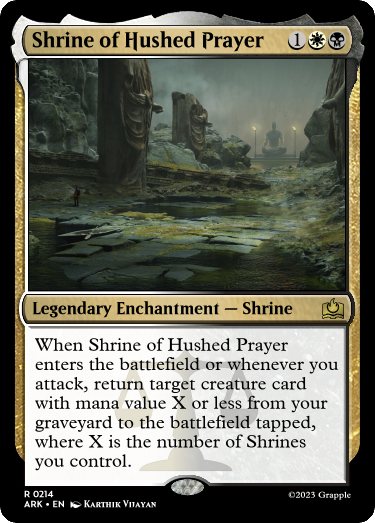 Shrine of Hushed Prayer 1
Legendary Enchantment — Shrine
When Shrine of Hushed Prayer
enters the battlefield or whenever you
attack, return target creature card
with mana value X or less from your
graveyard to the battlefield tapped,
where X is the number of Shrines
you control.
R 0214
ARK • EN Karthik Vijayan
©2023 Grapple